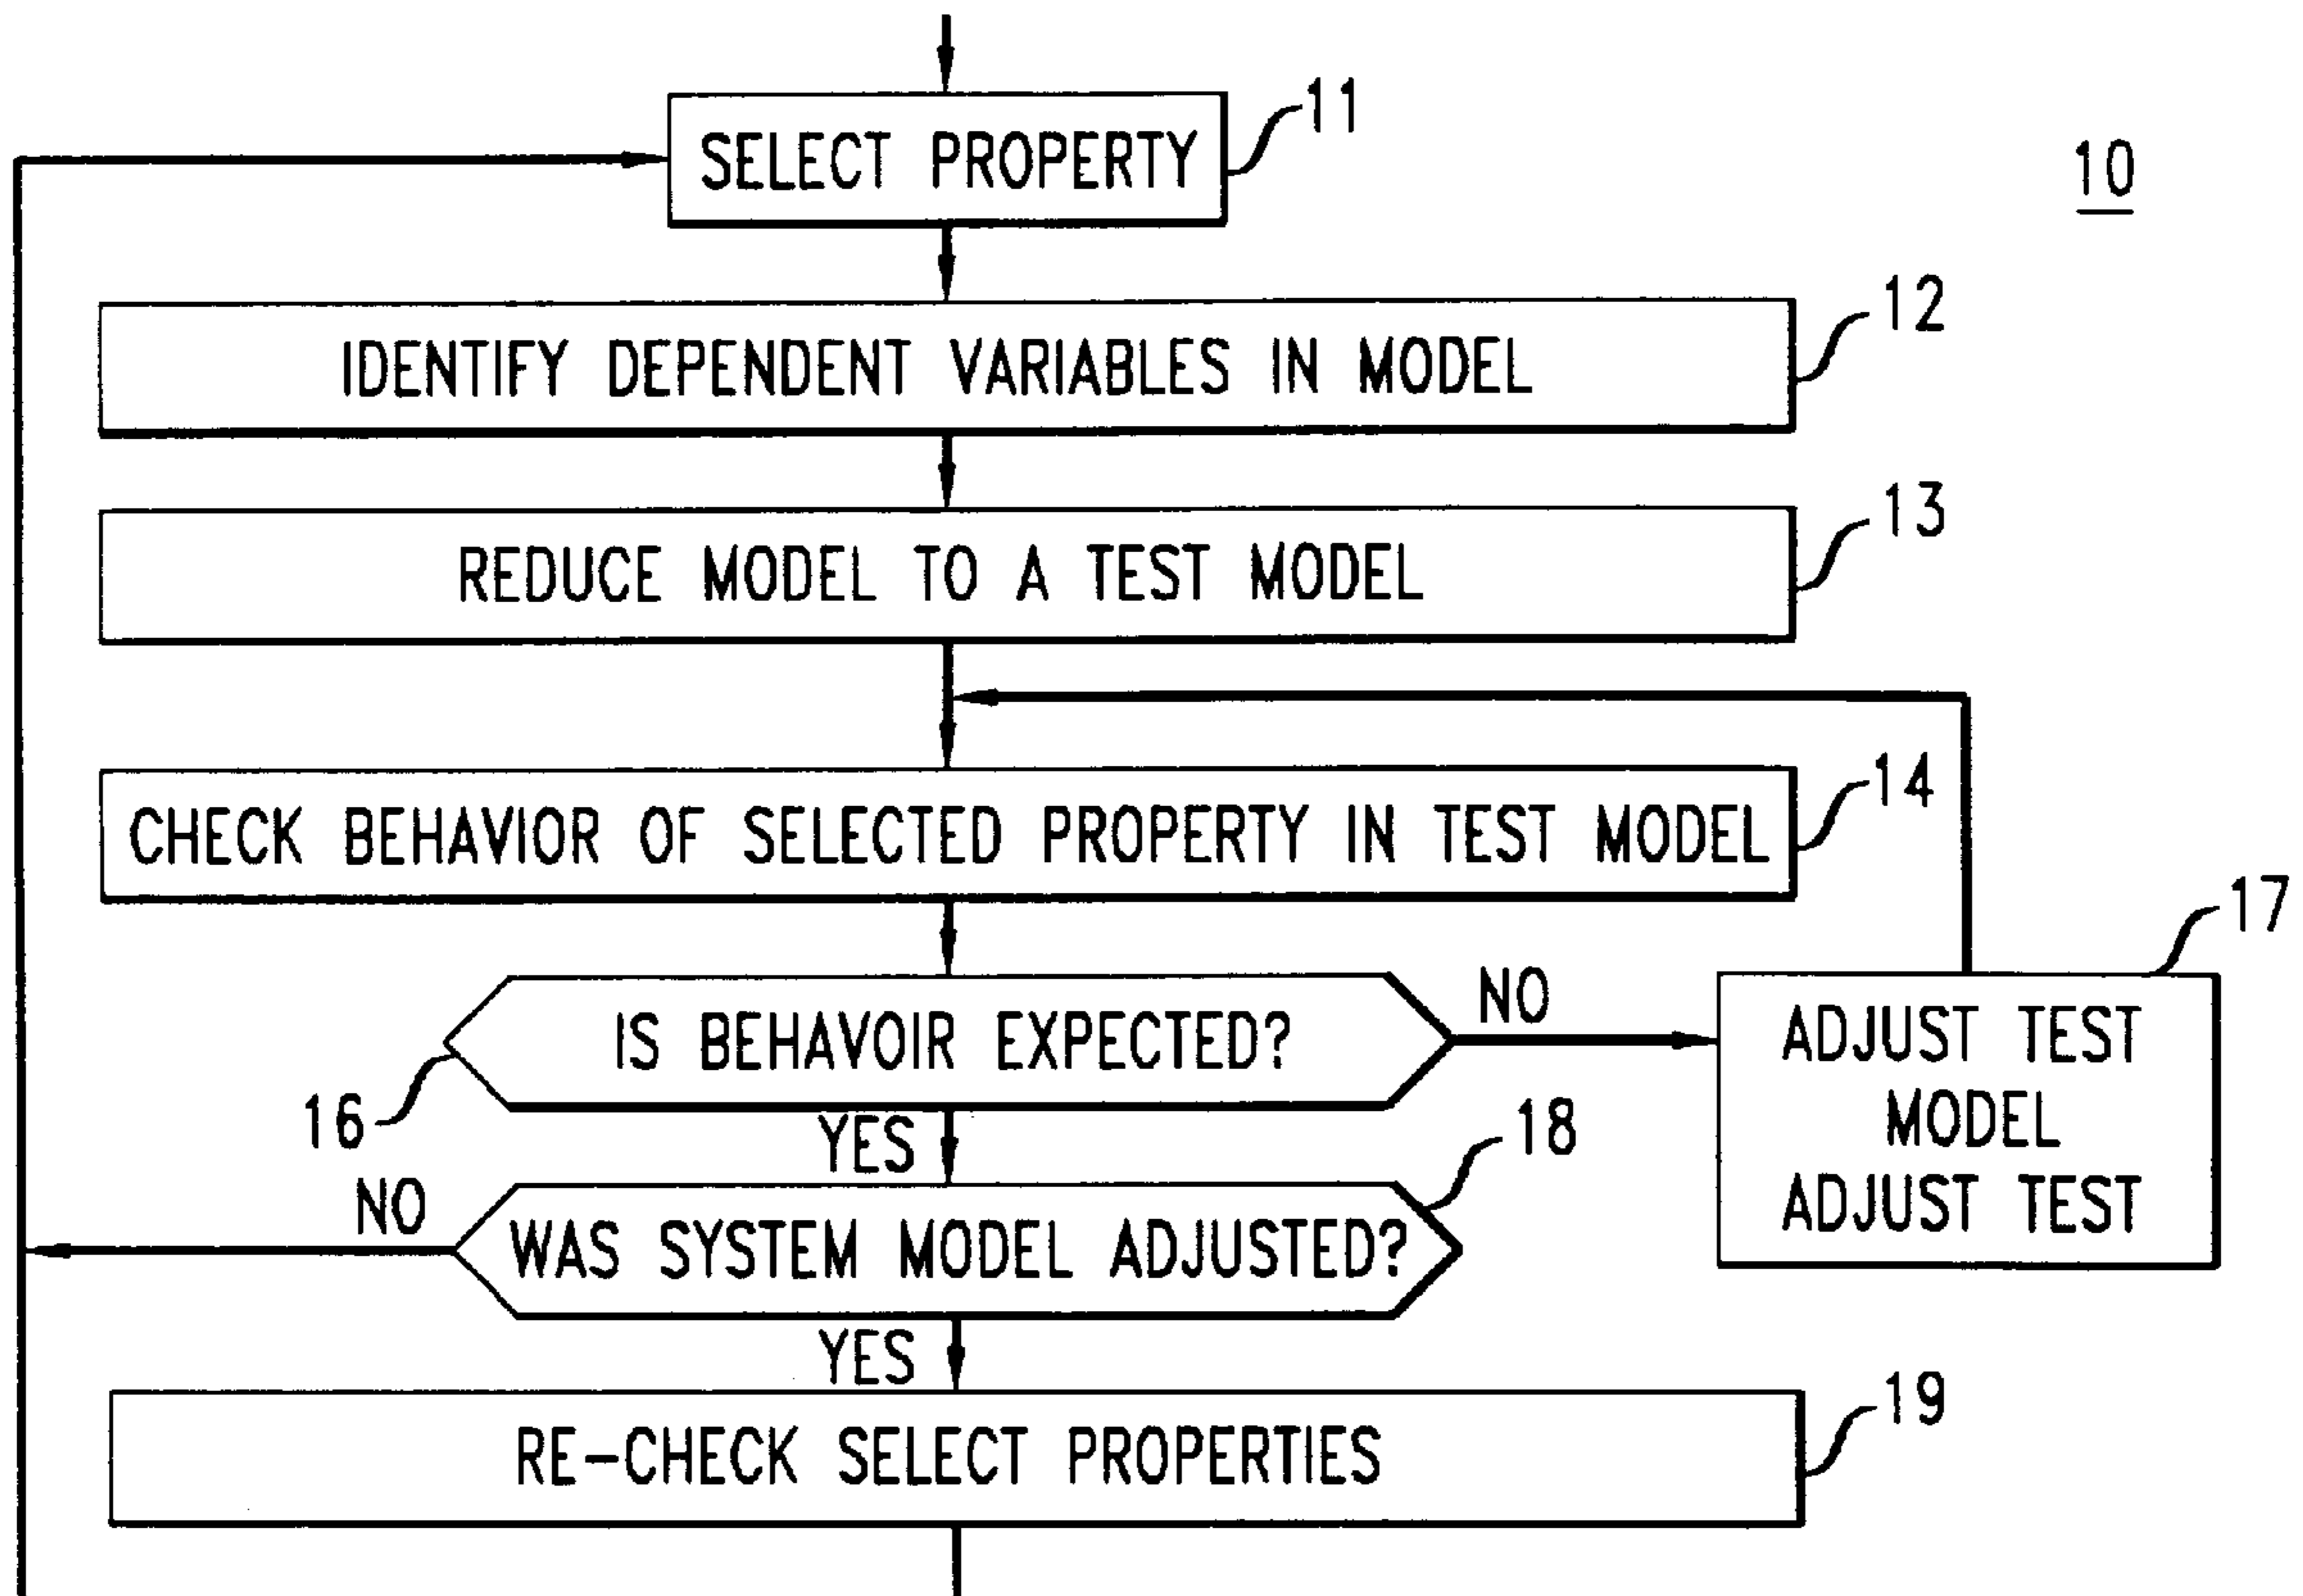 11
SELECT PROPERTY
10
12
IDENTIFY DEPENDENT VARIABLES IN MODEL
13
REDUCE MODEL TO A TEST MODEL
14
CHECK BEHAVIOR OF SELECTED PROPERTY IN TEST MODEL
17
IS BEHAVOIR EXPECTED?
NO
ADJUST TEST
MODEL
ADJUST TEST
16
YES
18
NO
WAS SYSTEM MODEL ADJUSTED?
YES
19
RE-CHECK SELECT PROPERTIES